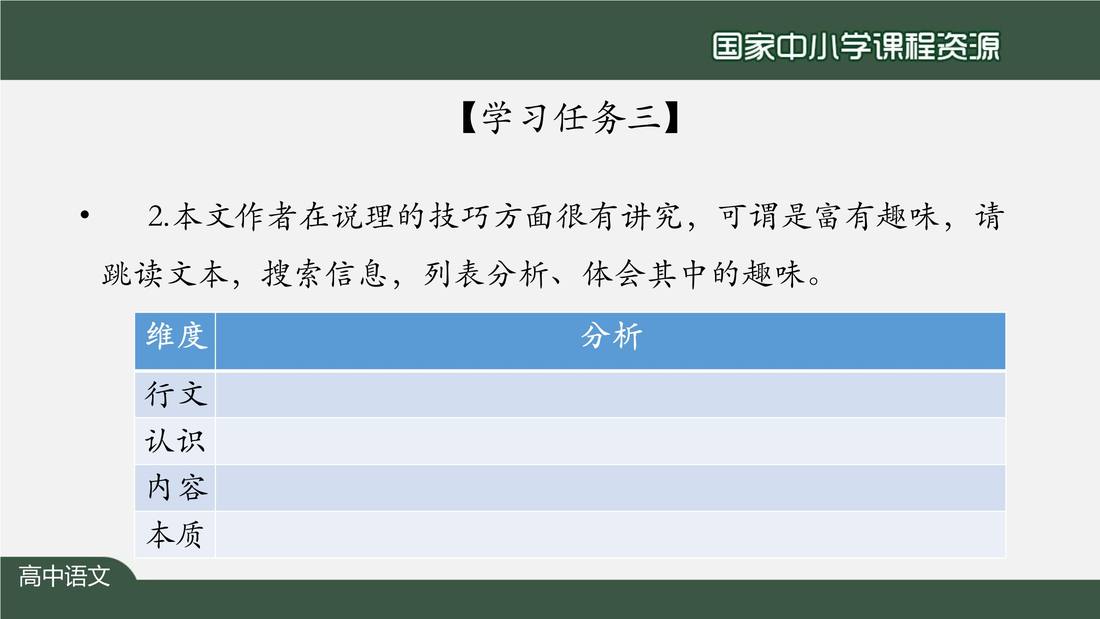 国家中小学课程资源
【学习任务三】
• 2.本文作者在说理的技巧方面很有讲究，可谓是富有趣味，请
跳读文本，搜索信息，列表分析、体会其中的趣味。
维度 分析
行文
认识
内容
本质
高中语文